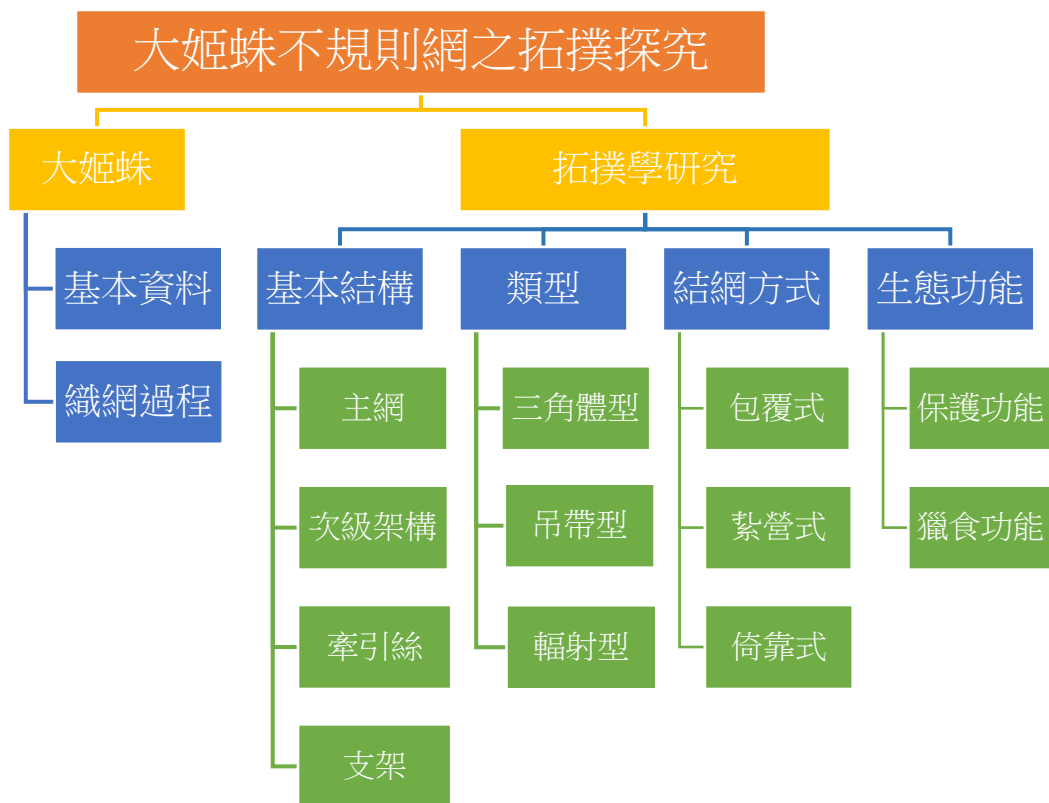 大姬蛛不規則網之拓撲探究
大姬蛛
拓撲學研究
基本資料
織網過程
基本結構
類型
結網方式
生態功能
主網
次級架構
牽引絲
支架
三角體型
吊帶型
輻射型
包覆式
紮營式
倚靠式
保護功能
獵食功能